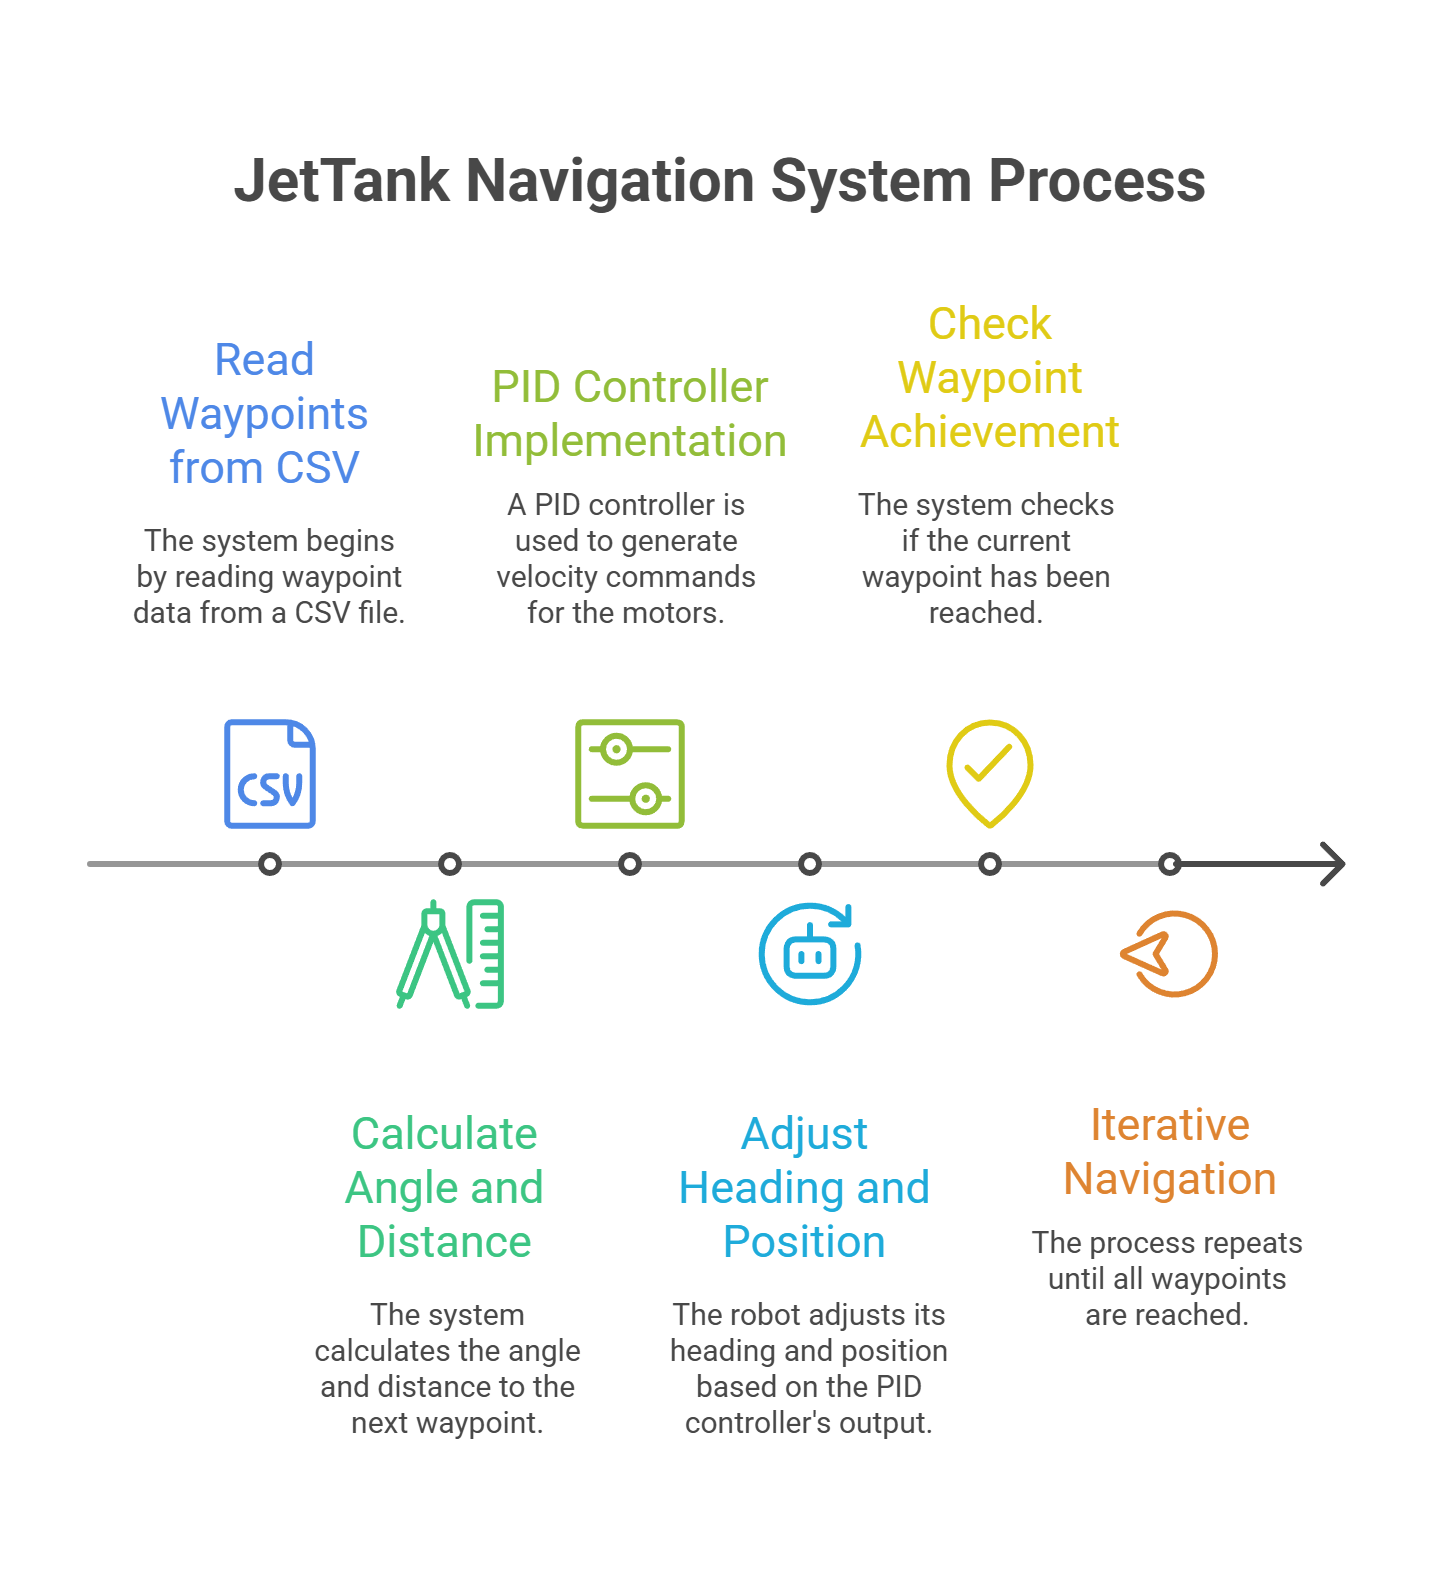 JetTank Navigation System Process
Read
Waypoints
from CSV
The system begins
by reading waypoint
data from a CSV file.
CSV
Calculate
Angle and
Distance
The system
calculates the angle
and distance to the
next waypoint.
PID Controller
Implementation
A PID controller is
used to generate
velocity commands
for the motors.
Adjust
Heading and
Position
The robot adjusts its
heading and position
based on the PID
controller's output.
Check
Waypoint
Achievement
The system checks
if the current
waypoint has been
reached.
Iterative
Navigation
The process repeats
until all waypoints
are reached.